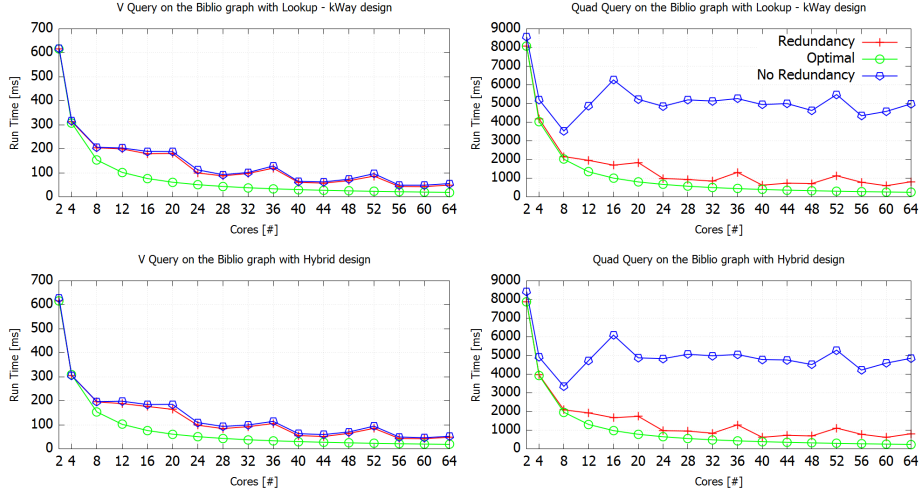 V Query on the Biblio graph with Lookup - kWay design
700
600
500
400
300
200
100
0
Run Time [ms]
2 4 8 12 16 20 24 28 32 36 40 44 48 52 56 60 64
Cores [#]
Quad Query on the Biblio graph with Lookup - kWay design
9000
8000
7000
6000
5000
4000
3000
2000
1000
0
Run Time [ms]
Redundancy
Optimal
No Redundancy
2 4 8 12 16 20 24 28 32 36 40 44 48 52 56 60 64
Cores [#]
V Query on the Biblio graph with Hybrid design
700
600
500
400
300
200
100
0
Run Time [ms]
2 4 8 12 16 20 24 28 32 36 40 44 48 52 56 60 64
Cores [#]
Quad Query on the Biblio graph with Hybrid design
9000
8000
7000
6000
5000
4000
3000
2000
1000
0
Run Time [ms]
2 4 8 12 16 20 24 28 32 36 40 44 48 52 56 60 64
Cores [#]